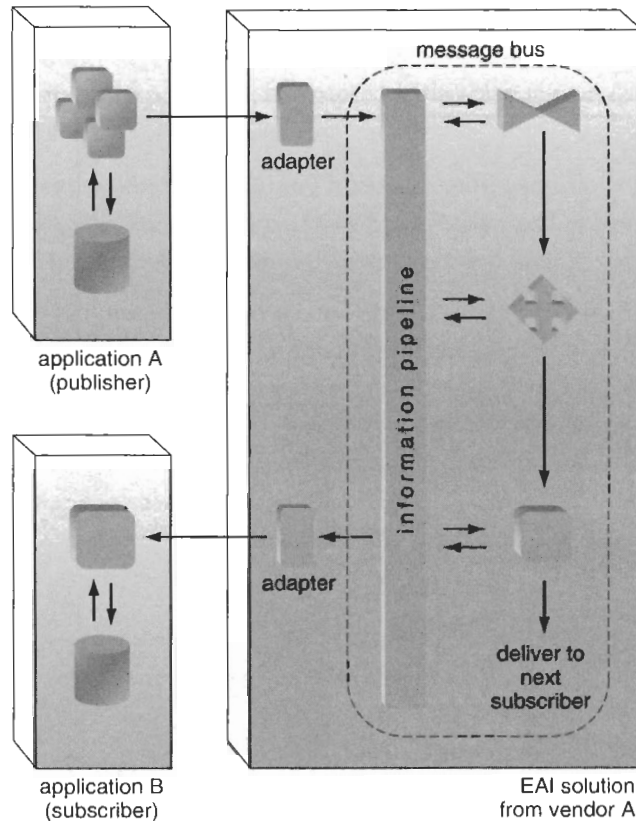 message bus
adapter
information pipeline
application A
(publisher)
adapter
deliver to
next
subscriber
application B
(subscriber)
EAI solution
from vendor A